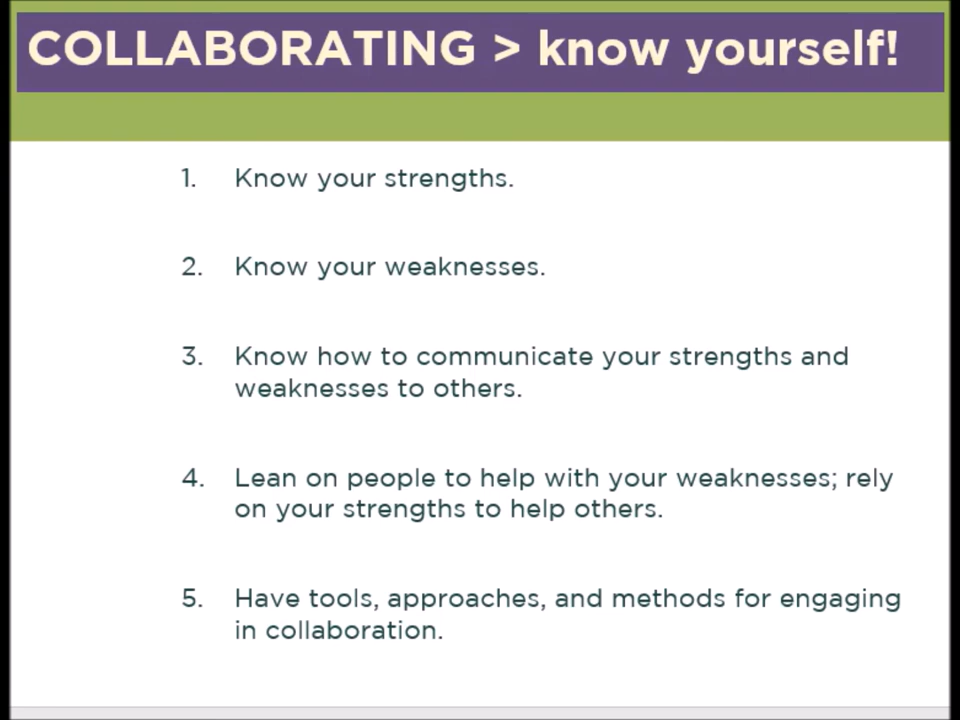 COLLABORATING > know yourself!
1. Know your strengths.
2. Know your weaknesses.
3. Know how to communicate your strengths and
weaknesses to others.
4. Lean on people to help with your weaknesses; rely
on your strengths to help others.
5. Have tools, approaches, and methods for engaging
in collaboration.